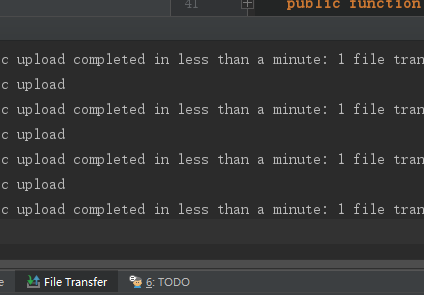 41 public function
c upload completed in less than a minute: 1 file tran
c upload
c upload completed in less than a minute: 1 file tran
c upload
c upload completed in less than a minute: 1 file tran
c upload
c upload completed in less than a minute: 1 file tran
e File Transfer 6: TODO